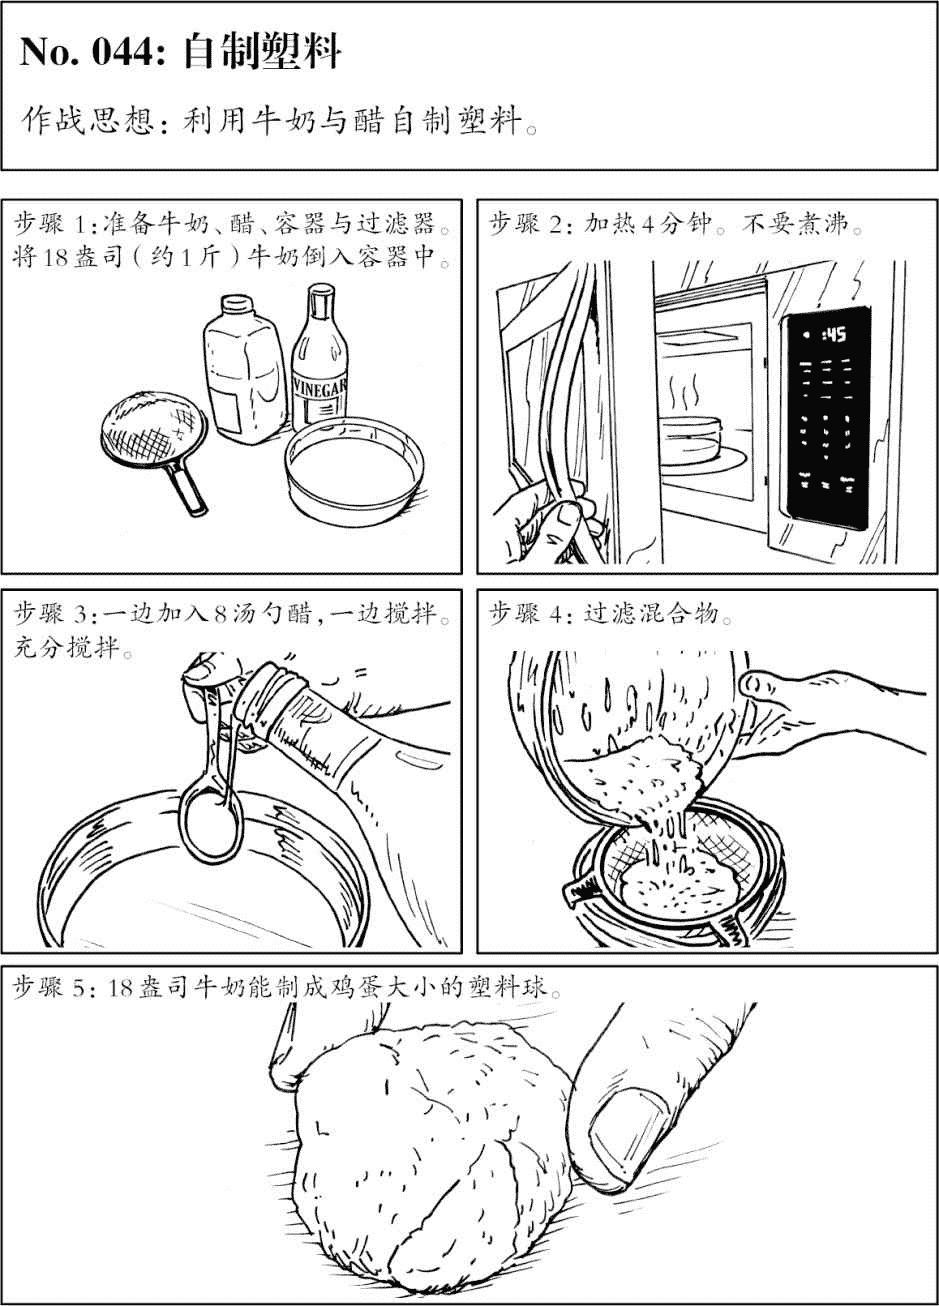 No. 044: 自制塑料
作战思想: 利用牛奶与醋自制塑料。
步骤 1:准备牛奶、醋、容器与过滤器。
将18盎司(约1斤)牛奶倒入容器中。
VINEGAR
步骤 2: 加热4分钟。不要煮沸。
:45
步骤 3:一边加入8汤勺醋,一边搅拌。
充分搅拌。
步骤 4: 过滤混合物。
步骤 5: 18盎司牛奶能制成鸡蛋大小的塑料球。